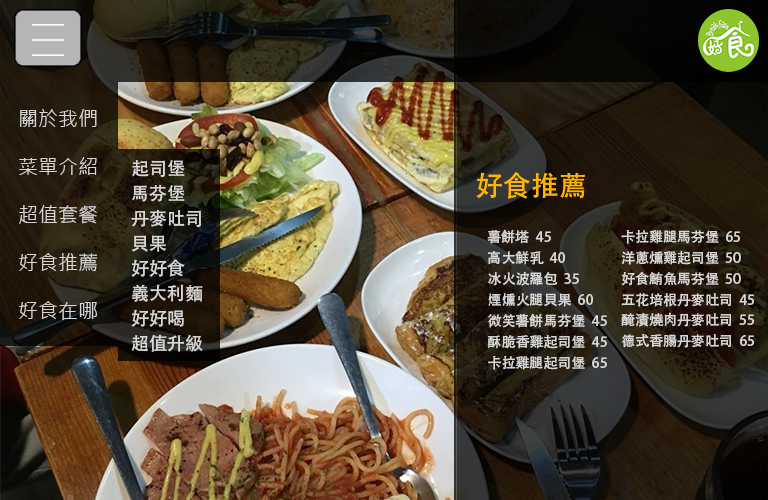 好食
關於我們
菜單介紹
超值套餐
好食推薦
好食在哪
起司堡
馬芬堡
丹麥吐司
貝果
好好食
義大利麵
好好喝
超值升級
好食推薦
薯餅塔 45
高大鮮乳 40
冰火波羅包 35
煙燻火腿貝果 60
微笑薯餅馬芬堡 45
酥脆香雞起司堡 45
卡拉雞腿起司堡 65
卡拉雞腿馬芬堡 65
洋蔥燻雞起司堡 50
好食鮪魚馬芬堡 50
五花培根丹麥吐司 45
醃漬燒肉丹麥吐司 55
德式香腸丹麥吐司 65